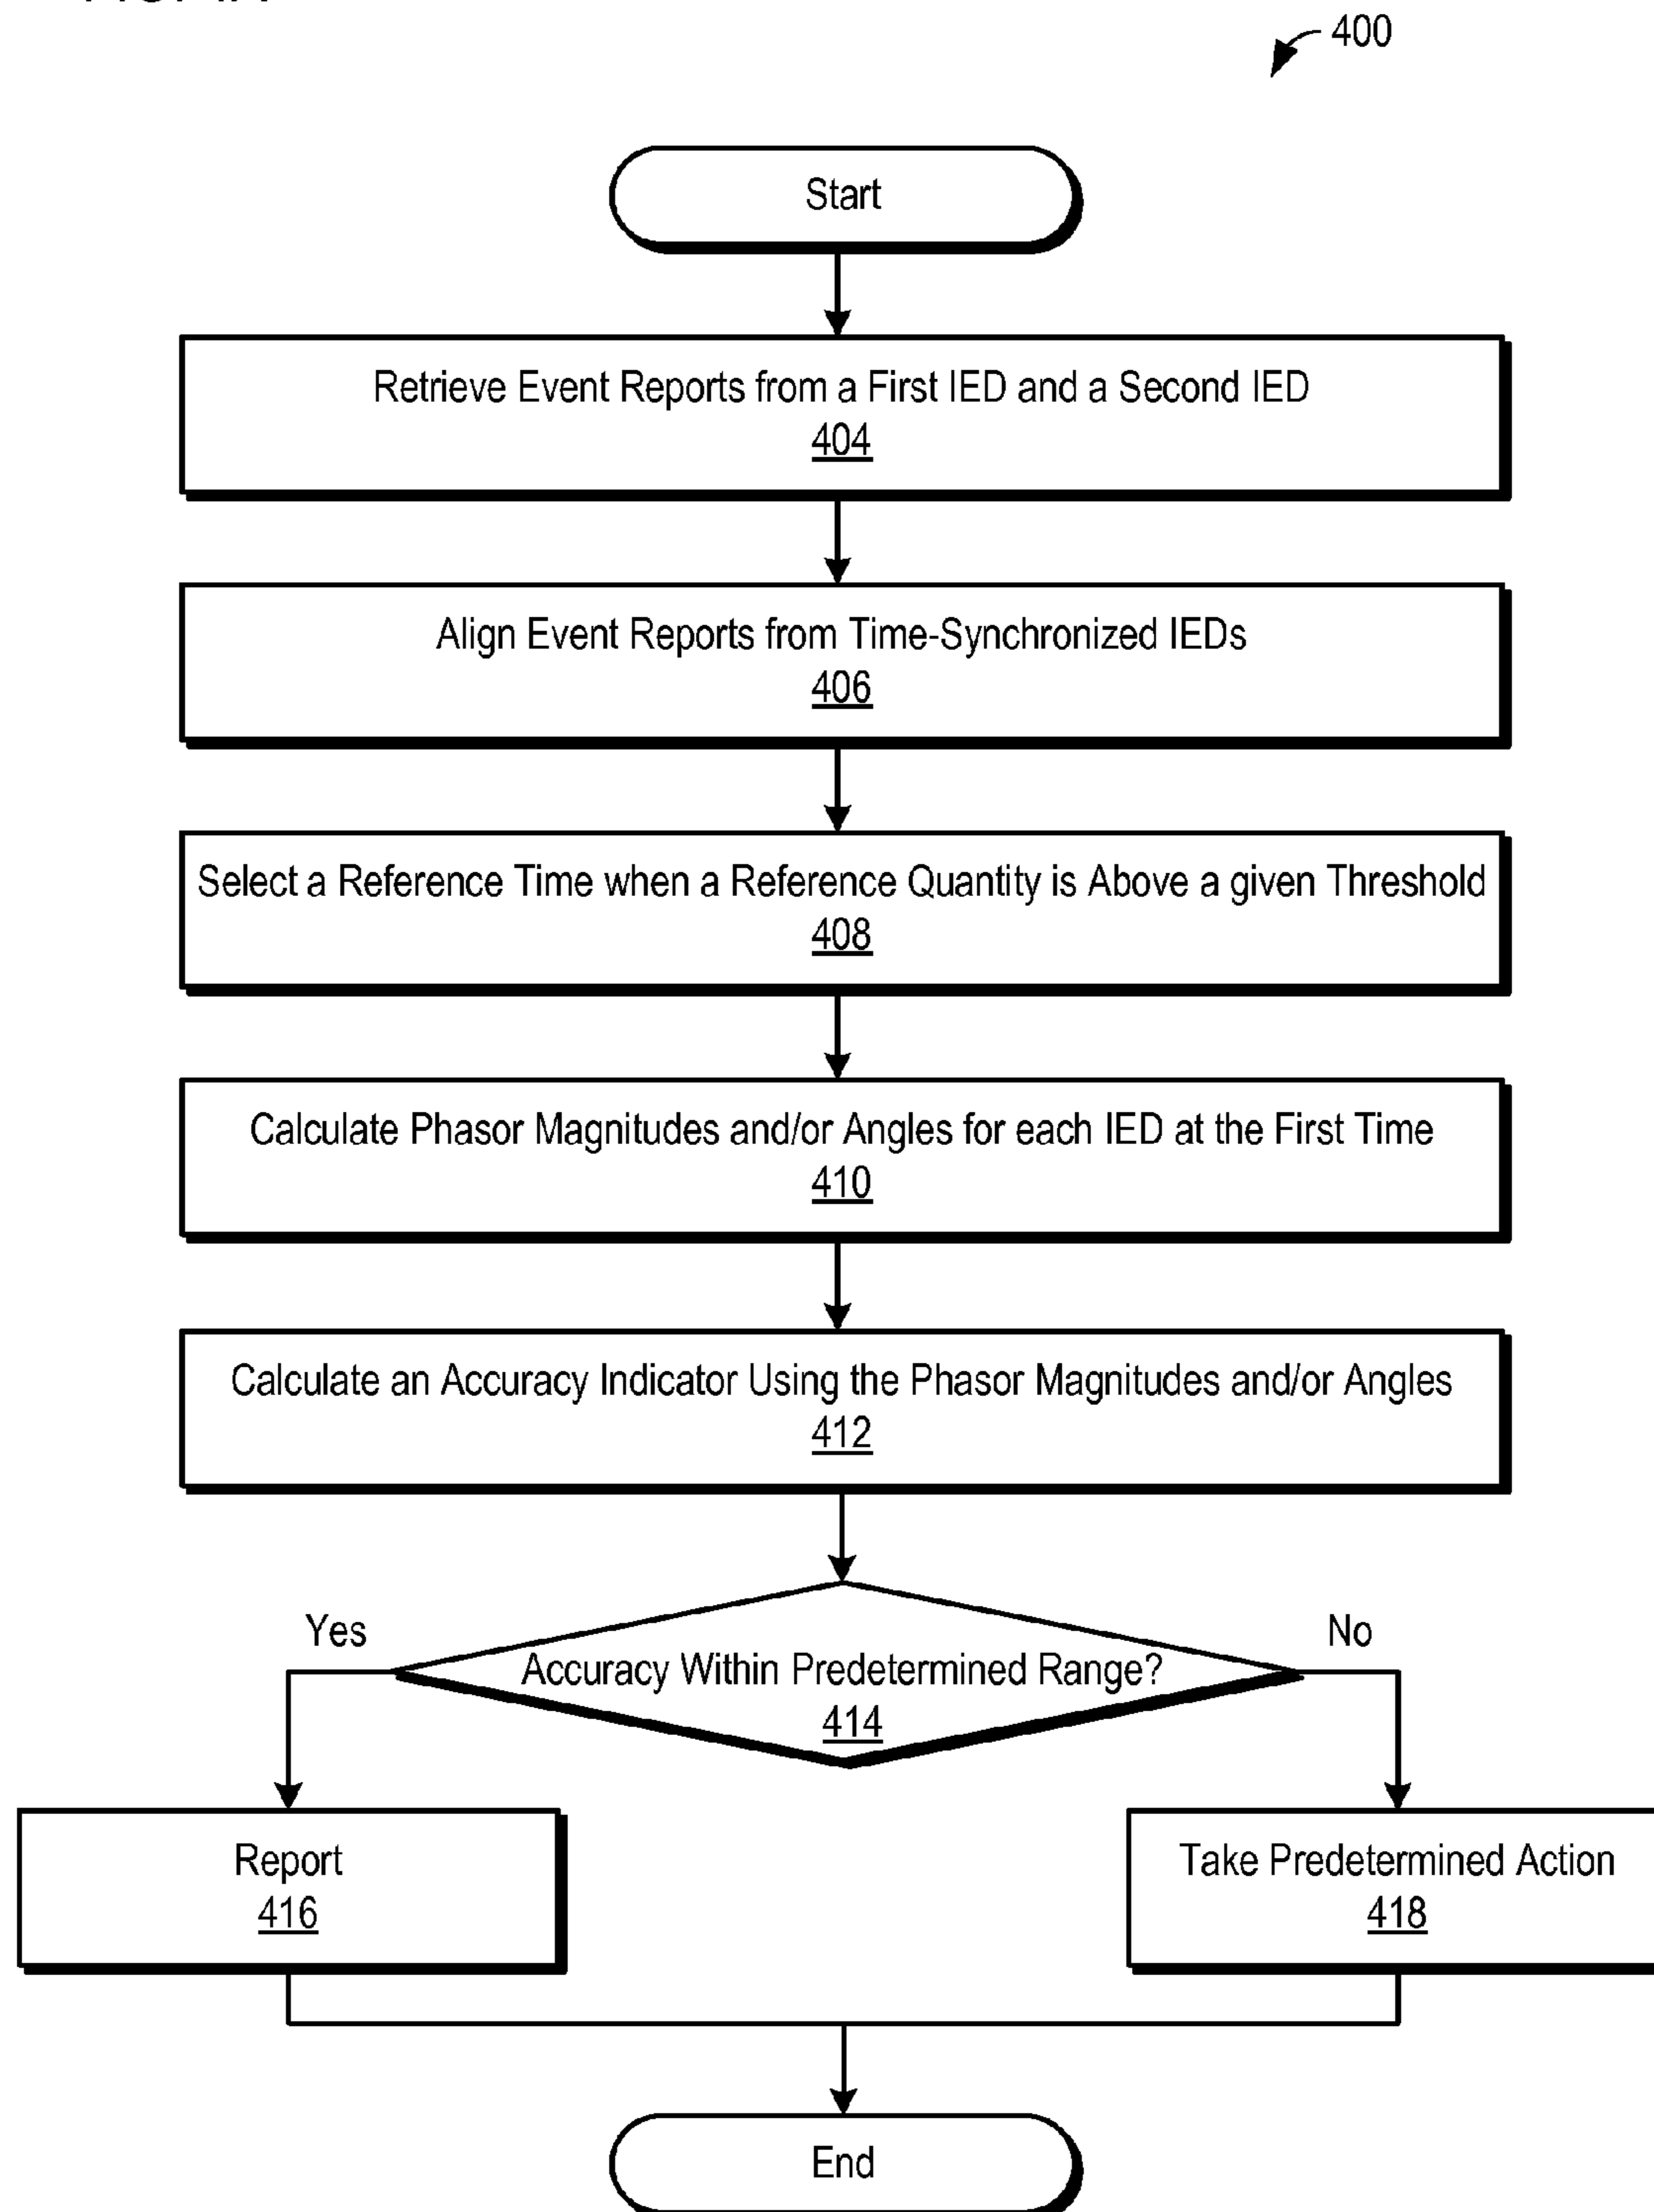 400
Start
Retrieve Event Reports from a First IED and a Second IED
404
Align Event Reports from Time-Synchronized IEDs
406
Select a Reference Time when a Reference Quantity is Above a given Threshold
408
Calculate Phasor Magnitudes and/or Angles for each IED at the First Time
410
Calculate an Accuracy Indicator Using the Phasor Magnitudes and/or Angles
412
Yes
No
Accuracy Within Predetermined Range?
414
Report
416
Take Predetermined Action
418
End